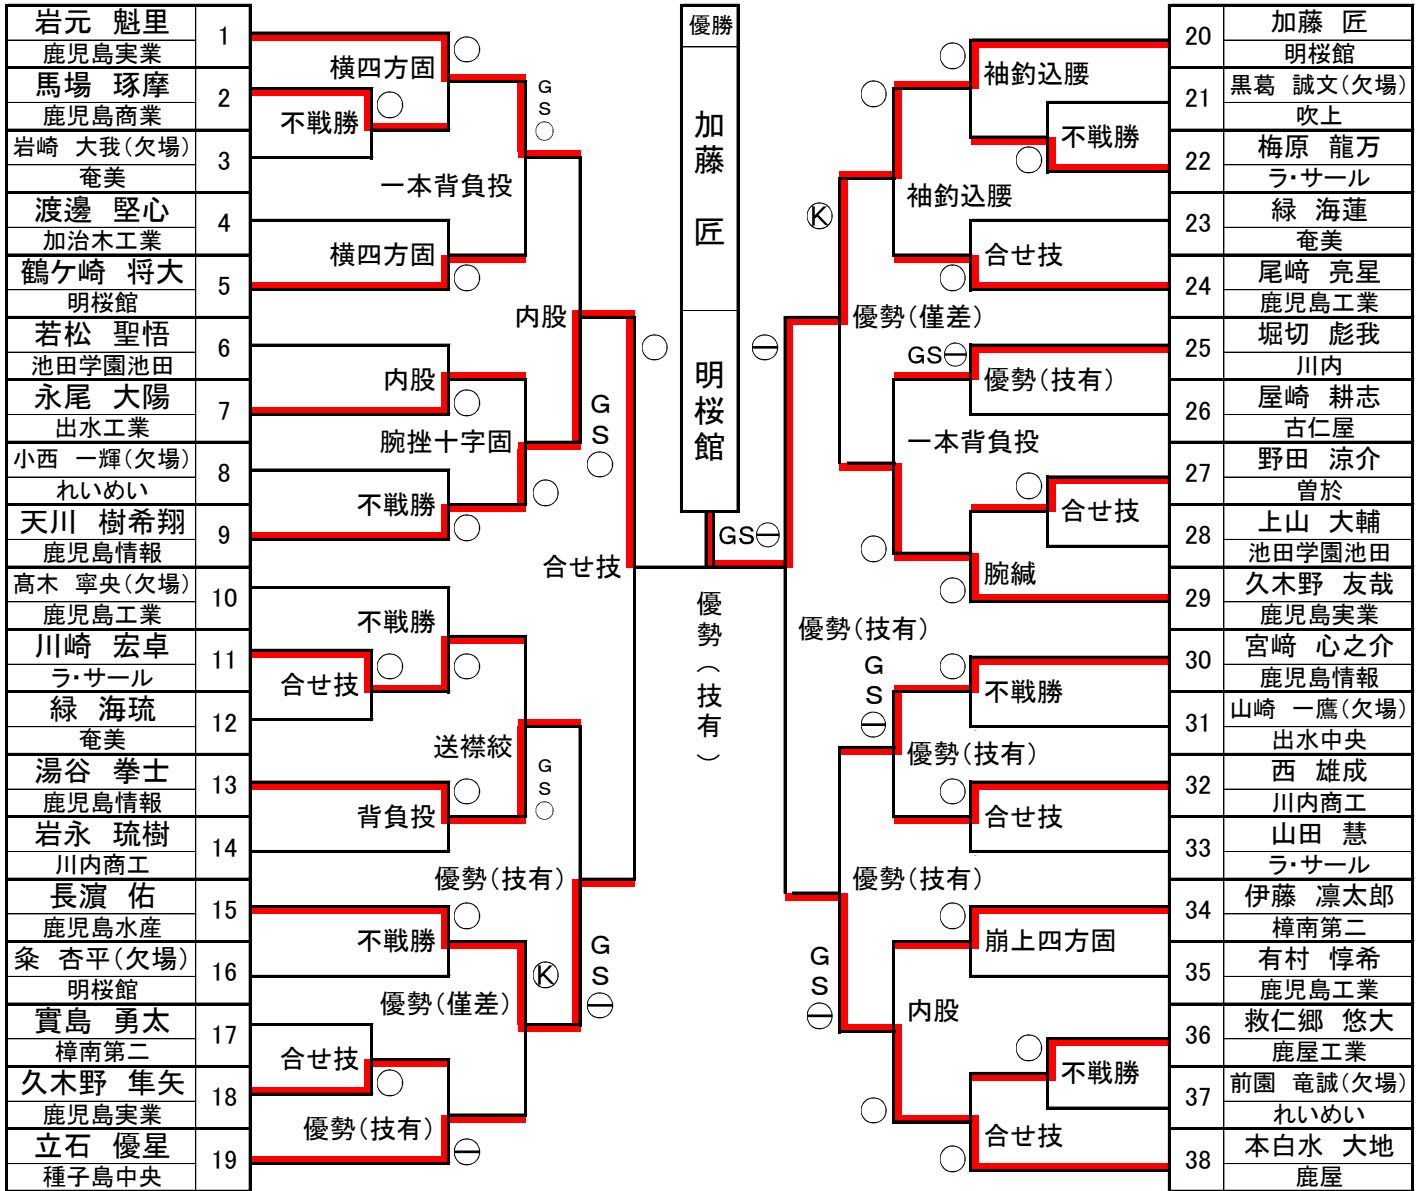 岩元 魁里
鹿児島実業
1
馬場 琢摩
鹿児島商業
2
岩崎 大我(欠場)
奄美
3
渡邊 堅心
加治木工業
4
鶴ケ崎 将大
明桜館
5
若松 聖悟
池田学園池田
6
永尾 大陽
出水工業
7
小西 一輝(欠場)
れいめい
8
天川 樹希翔
鹿児島情報
9
髙木 寧央(欠場)
鹿児島工業
10
川崎 宏卓
ラ・サール
11
緑 海琉
奄美
12
湯谷 拳士
鹿児島情報
13
岩永 琉樹
川内商工
14
長濵 佑
鹿児島水産
15
粂 杏平(欠場)
明桜館
16
實島 勇太
樟南第二
17
久木野 隼矢
鹿児島実業
18
立石 優星
種子島中央
19
横四方固
不戦勝
GS
一本背負投
横四方固
内股
内股
GS
腕挫十字固
不戦勝
合せ技
不戦勝
合せ技
送襟絞
GS
背負投
優勢(技有)
不戦勝
GS
K
優勢(僅差)
合せ技
優勢(技有)
優勝
加藤 匠
明桜館
GS
優勢(技有)
袖釣込腰
不戦勝
K
袖釣込腰
合せ技
優勢(僅差)
GS
優勢(技有)
一本背負投
合せ技
腕緘
優勢(技有)
GS
不戦勝
優勢(技有)
合せ技
優勢(技有)
崩上四方固
GS
内股
不戦勝
合せ技
20
加藤 匠
明桜館
21
黒葛 誠文(欠場)
吹上
22
梅原 龍万
ラ・サール
23
緑 海蓮
奄美
24
尾﨑 亮星
鹿児島工業
25
堀切 彪我
川内
26
屋崎 耕志
古仁屋
27
野田 涼介
曽於
28
上山 大輔
池田学園池田
29
久木野 友哉
鹿児島実業
30
宮﨑 心之介
鹿児島情報
31
山崎 一鷹(欠場)
出水中央
32
西 雄成
川内商工
33
山田 慧
ラ・サール
34
伊藤 凛太郎
樟南第二
35
有村 惇希
鹿児島工業
36
救仁郷 悠大
鹿屋工業
37
前園 竜誠(欠場)
れいめい
38
本白水 大地
鹿屋